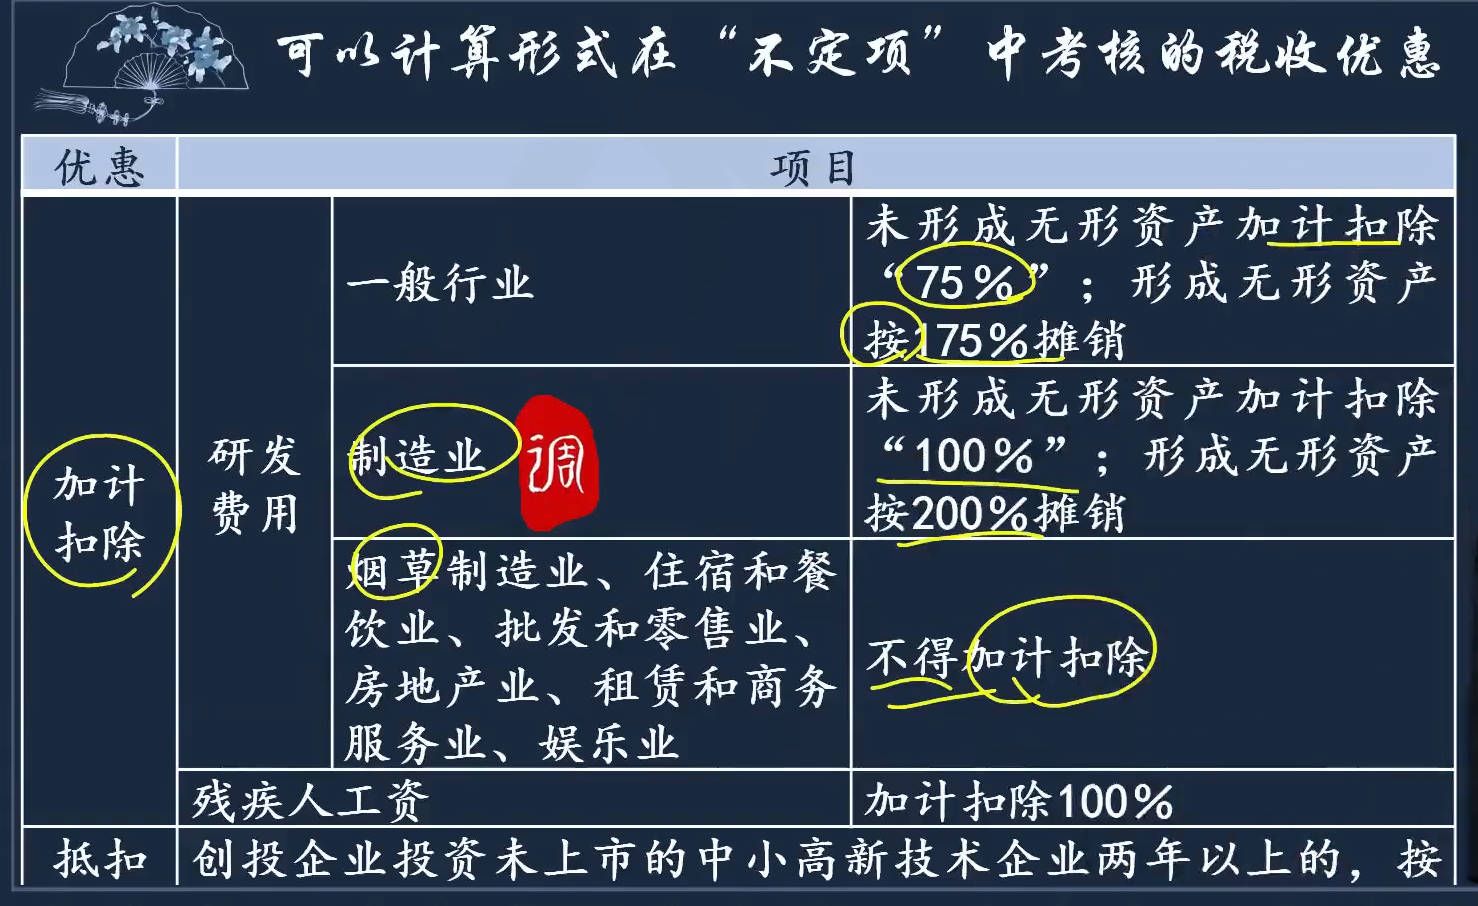 可以计算形式在“不定项”中考核的税收优惠
优惠
项目
加计
扣除
研发
费用
一般行业
未形成无形资产加计扣除
“75%”；形成无形资产
按175%摊销
制造业
调
未形成无形资产加计扣除
“100%”；形成无形资产
按200%摊销
烟草制造业、住宿和餐
饮业、批发和零售业、
房地产业、租赁和商务
服务业、娱乐业
不得加计扣除
残疾人工资
加计扣除100%
抵扣
创投企业投资未上市的中小高新技术企业两年以上的，按